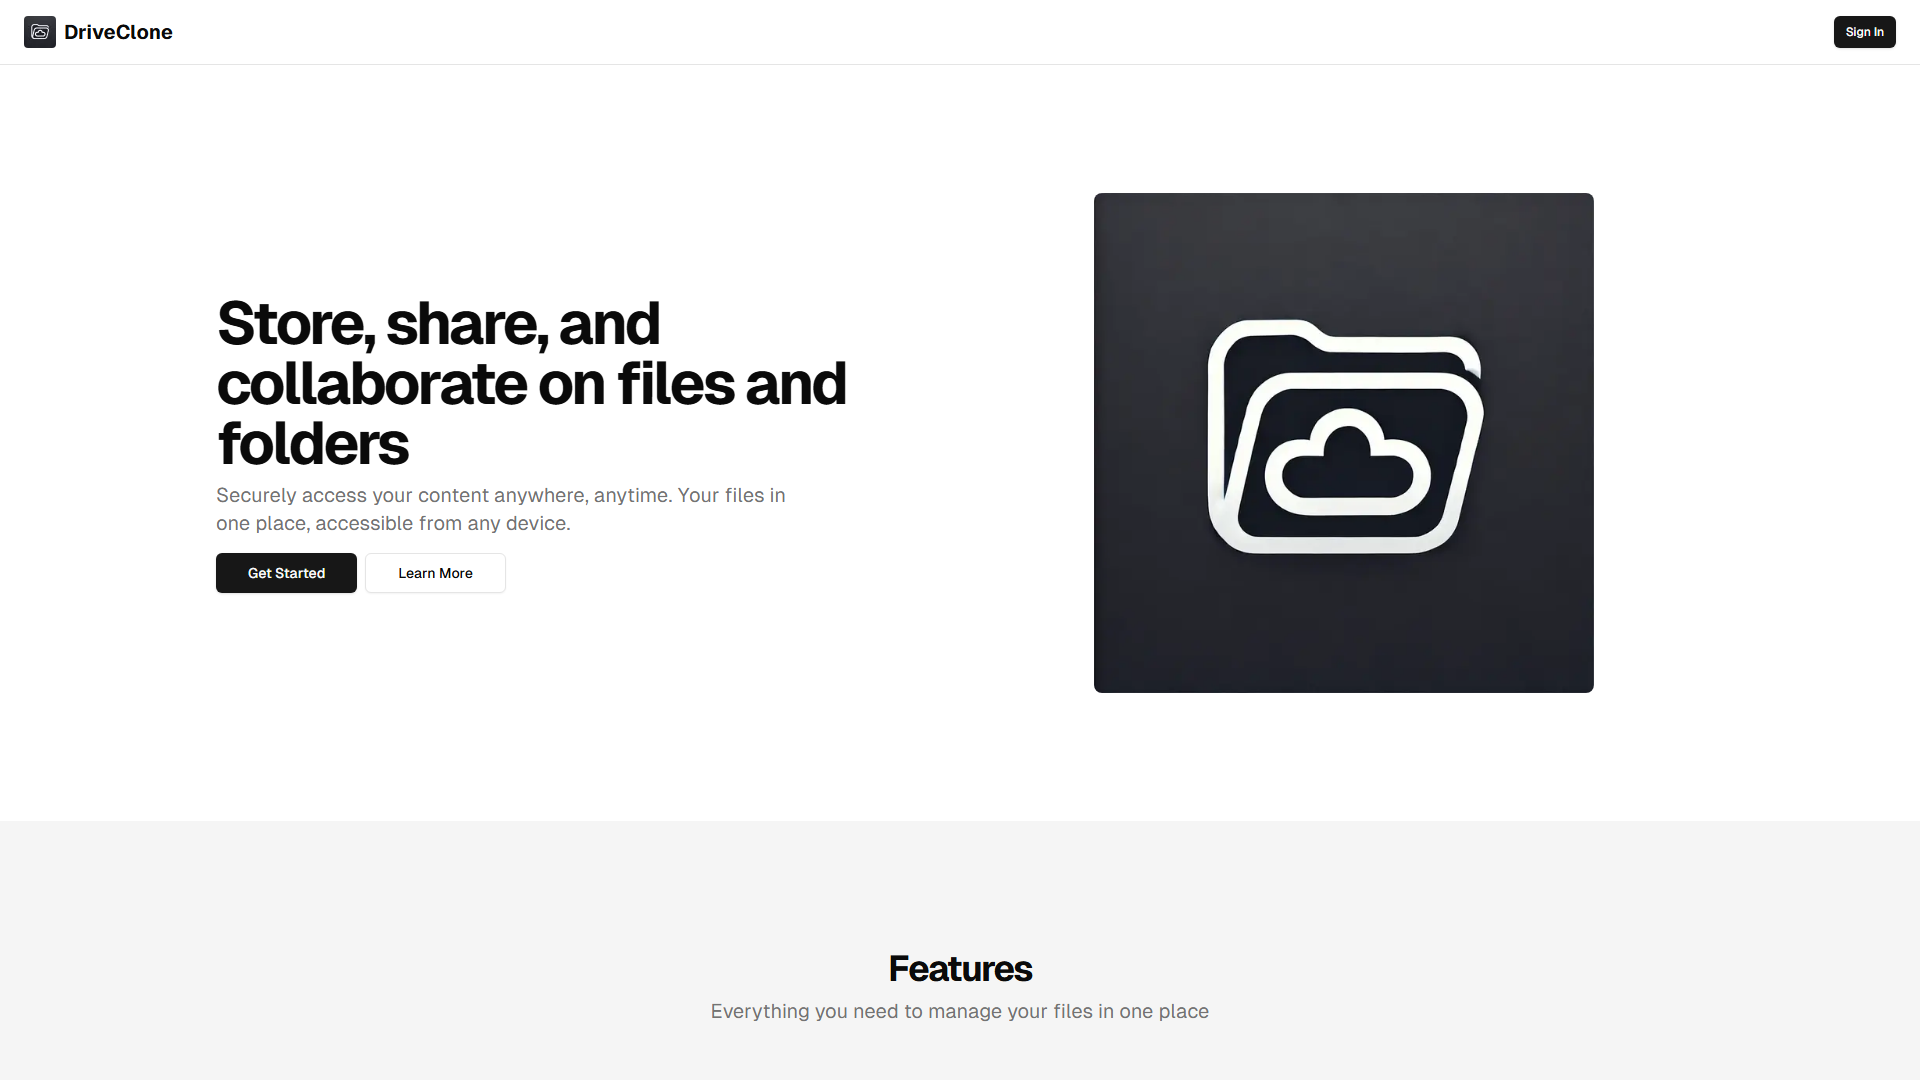 DriveClone
Sign In
Store, share, and
collaborate on files and
folders
Securely access your content anywhere, anytime. Your files in
one place, accessible from any device.
Get Started
Learn More
Features
Everything you need to manage your files in one place